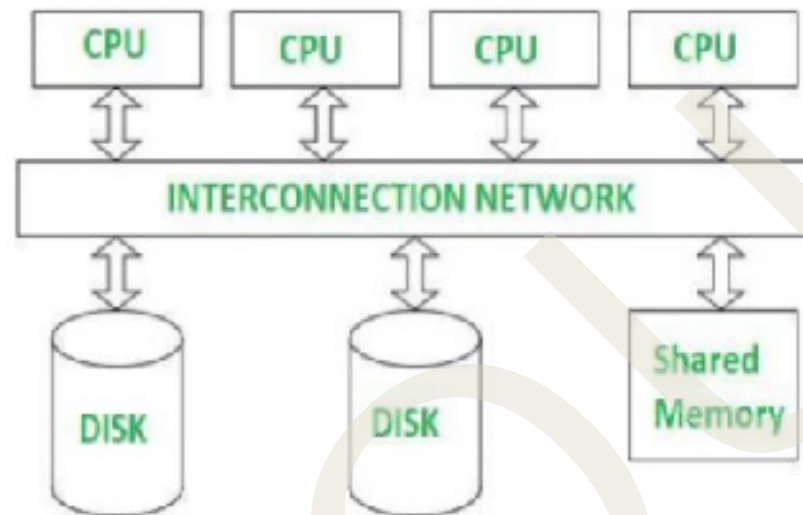 CPU CPU CPU CPU
INTERCONNECTION NETWORK
DISK DISK Shared
Memory